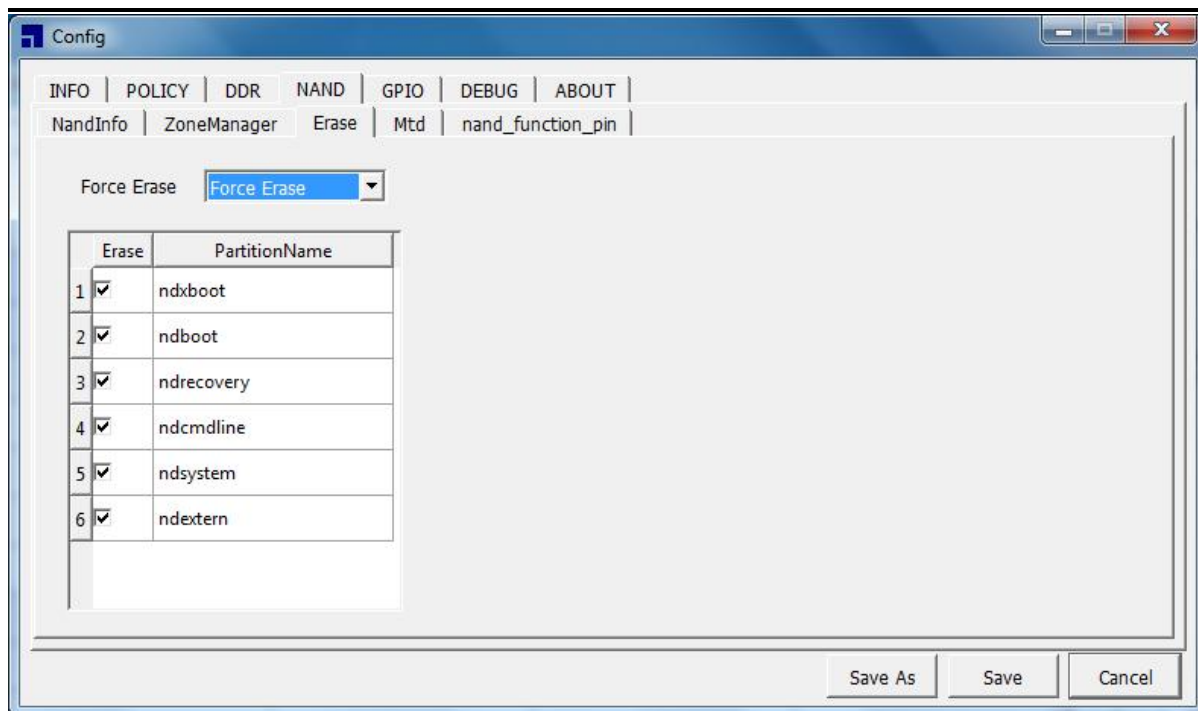 Config
INFO POLICY DDR NAND GPIO DEBUG ABOUT
NandInfo ZoneManager Erase Mtd nand_function_pin
Force Erase Force Erase
Erase PartitionName
1 ndxboot
2 ndboot
3 ndrecovery
4 ndcmdline
5 ndsystem
6 ndextern
Save As Save Cancel